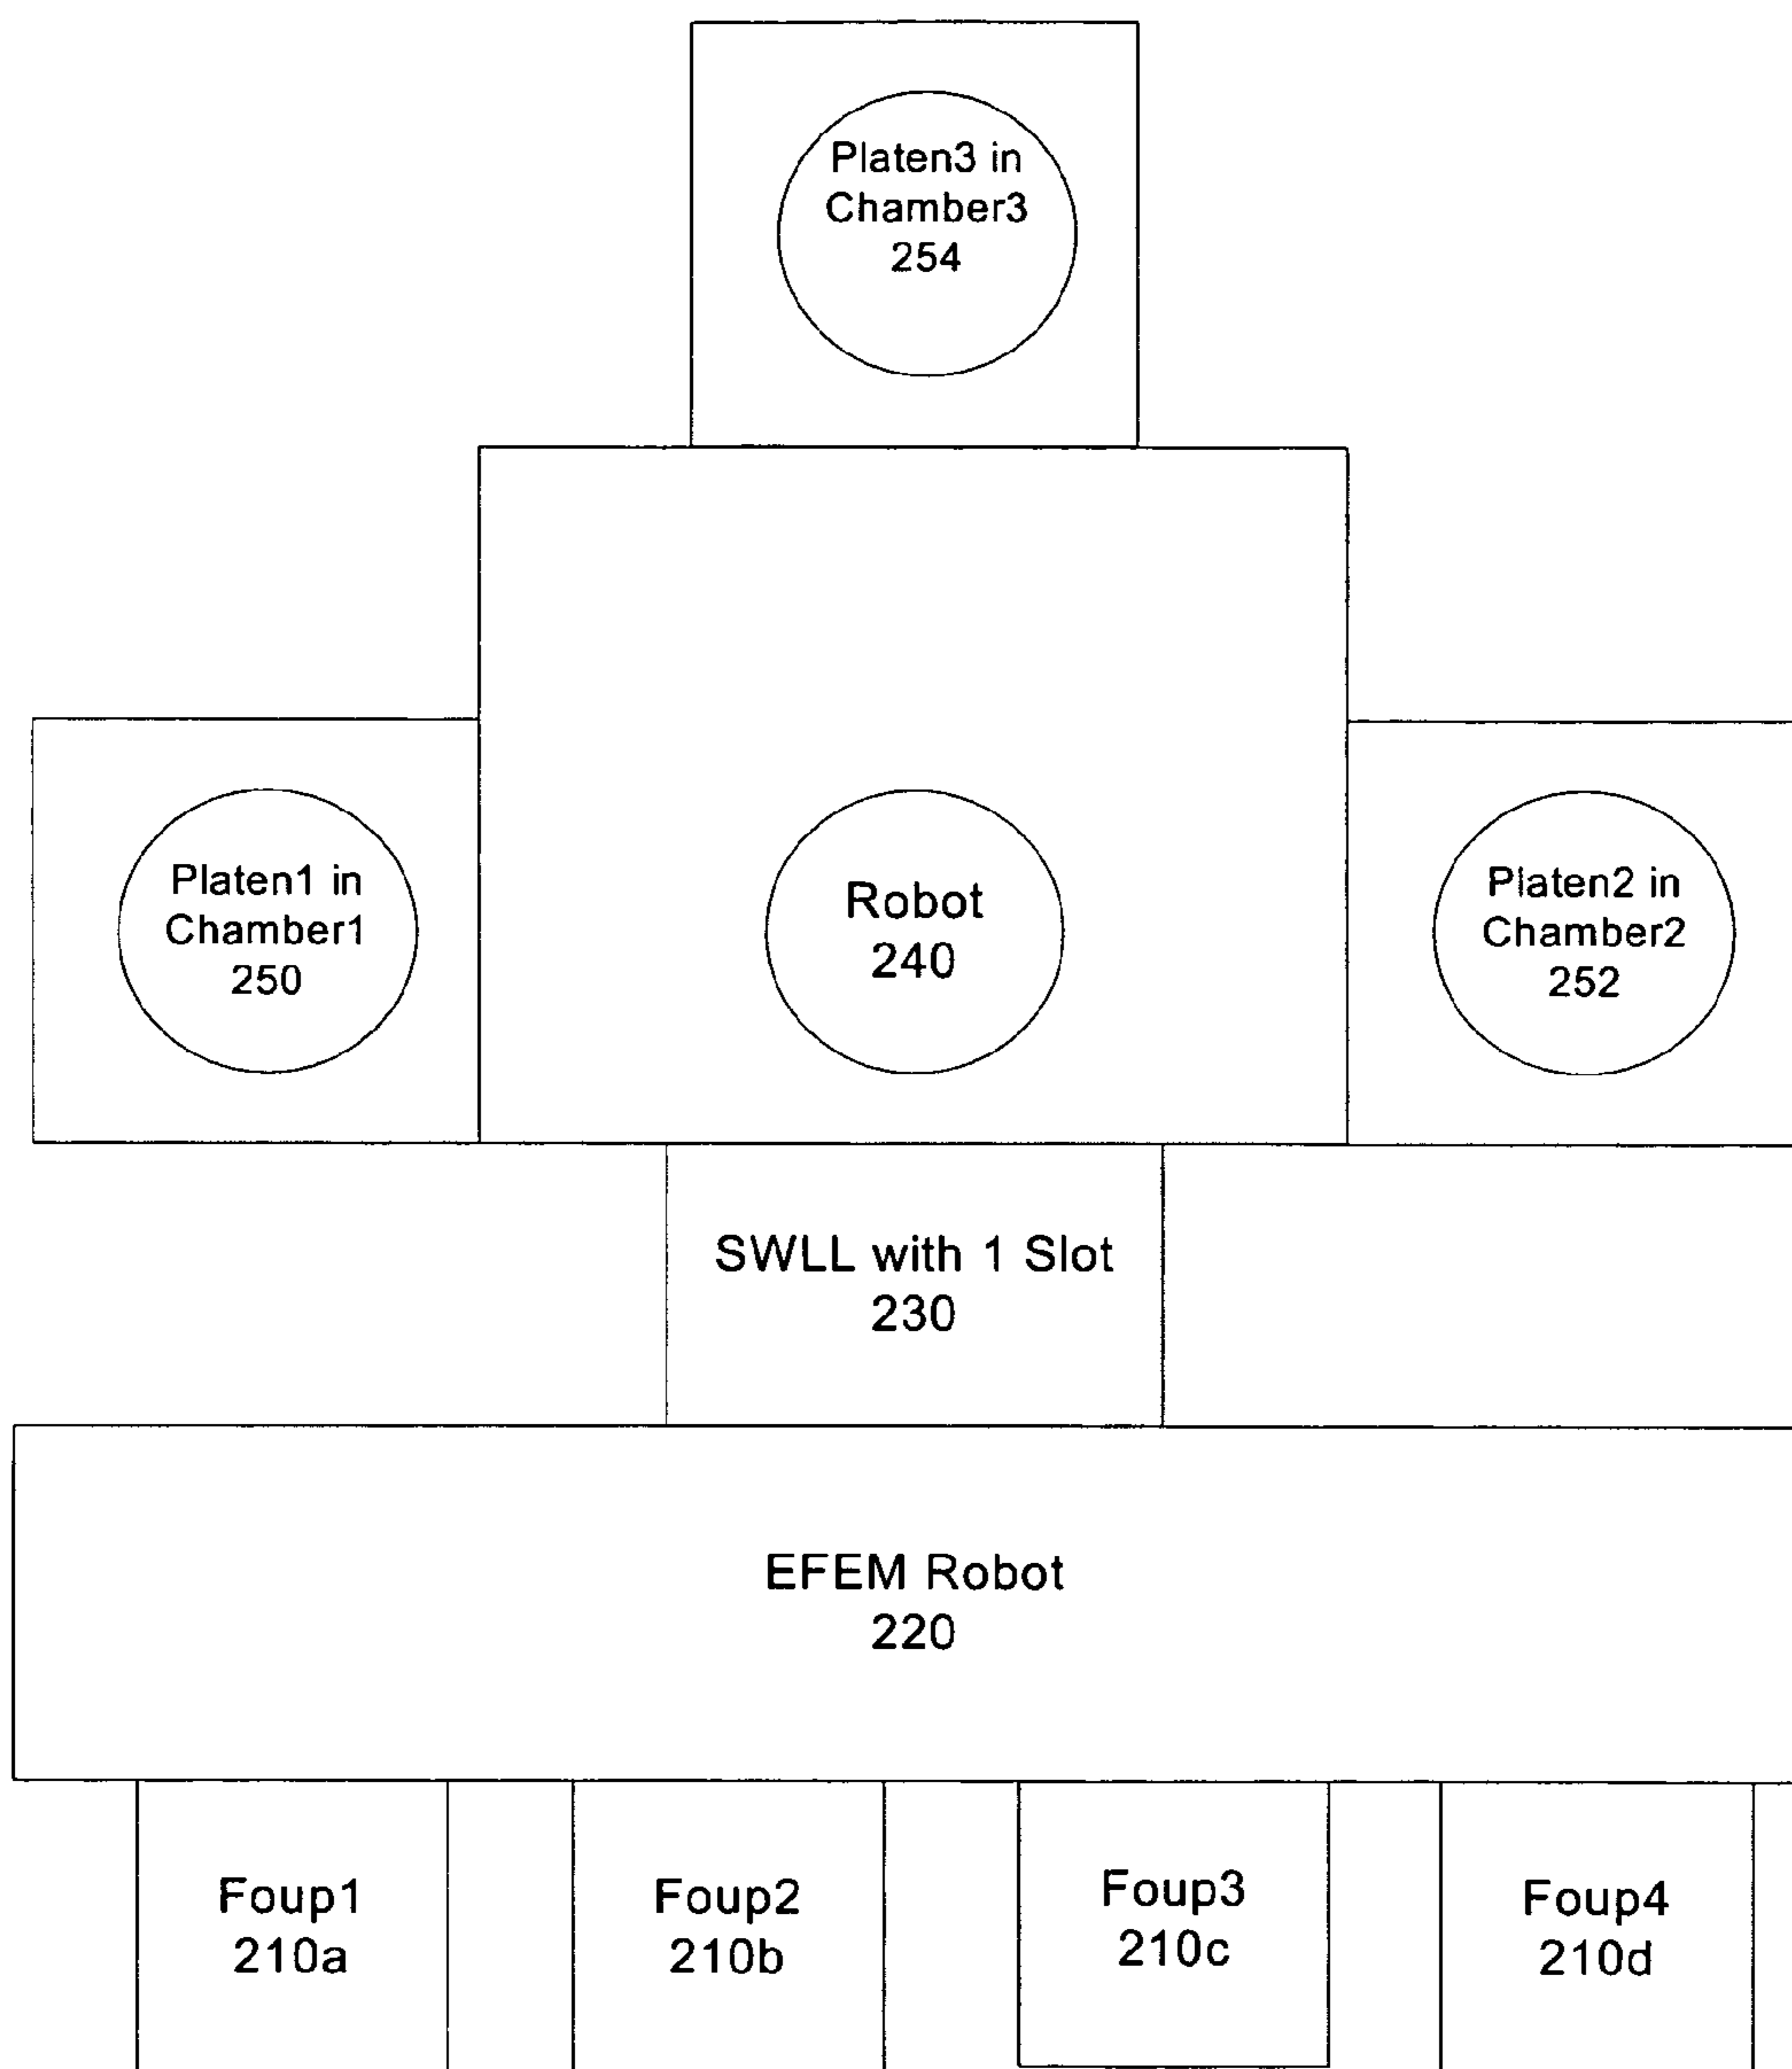 Platen3 in
Chamber3
254
Platen1 in
Chamber1
250
Robot
240
Platen2 in
Chamber2
252
SWLL with 1 Slot
230
EFEM Robot
220
Foup1
210a
Foup2
210b
Foup3
210c
Foup4
210d